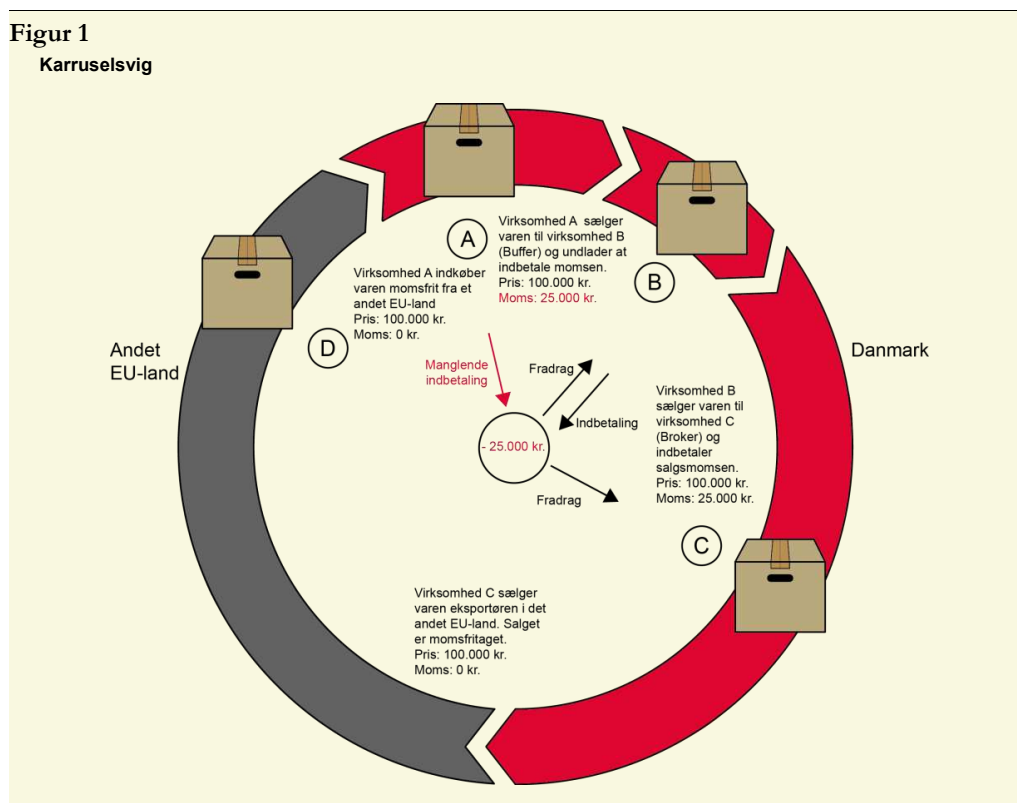 Figur 1
Karruselsvig
A
Virksomhed A sælger
varen til virksomhed B
(Buffer) og undlader at
indbetale momsen.
Pris: 100.000 kr.
Moms: 25.000 kr.
B
Virksomhed A indkøber
varen momsfrit fra et
andet EU-land
Pris: 100.000 kr.
Moms: 0 kr.
D
Andet
EU-land
Danmark
Manglende
indbetaling
Fradrag
Indbetaling
- 25.000 kr.
Fradrag
Virksomhed B
sælger varen til
virksomhed C
(Broker) og
indbetaler
salgsmomsen.
Pris: 100.000 kr.
Moms: 25.000 kr.
C
Virksomhed C sælger
varen eksportøren i det
andet EU-land. Salget
er momsfritaget.
Pris: 100.000 kr.
Moms: 0 kr.